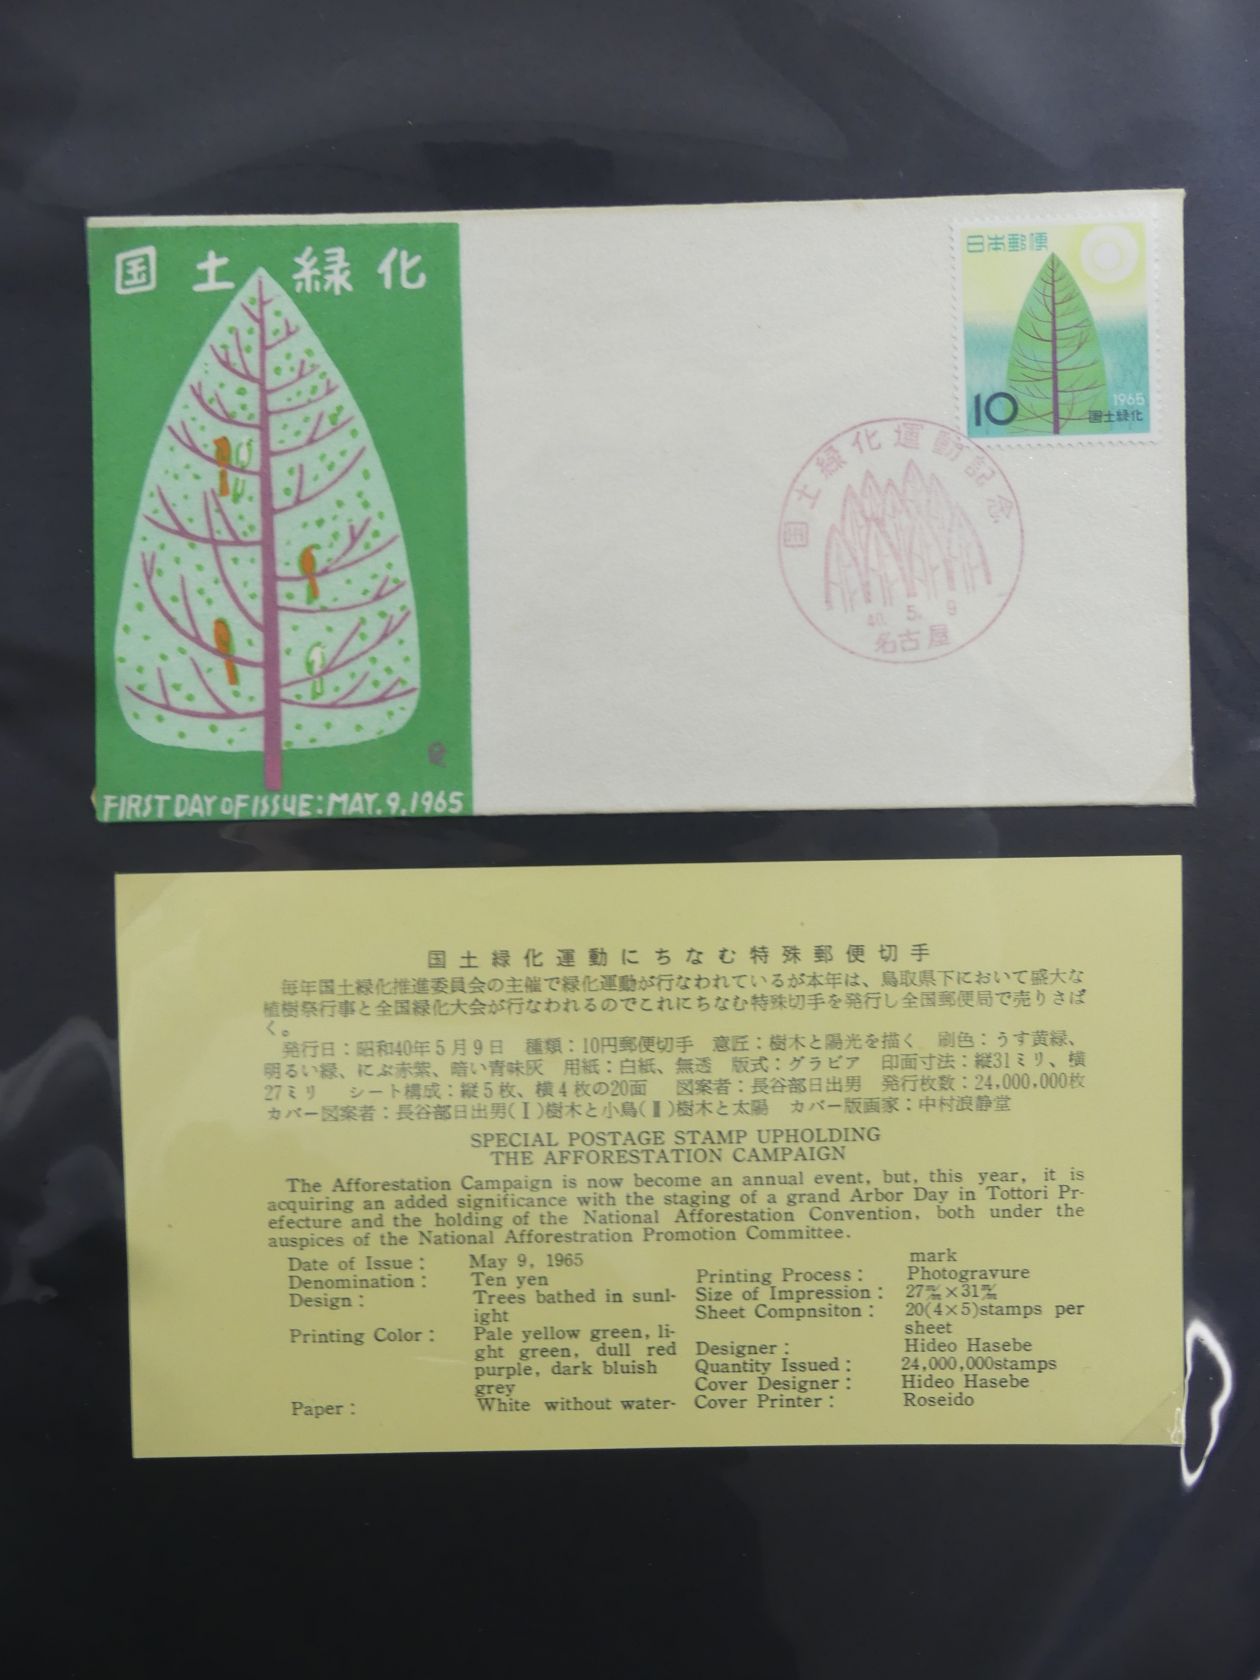 国土緑化
FIRST DAY OF ISSUE: MAY. 9, 1965
日本郵便
10
1965
国土緑化
国土緑化運動記念
40. 5. 9
名古屋
国土緑化運動にちなむ特殊郵便切手
毎年国土緑化推進委員会の主催で緑化運動が行なわれているが本年は、鳥取県下において盛大な
植樹祭行事と全国緑化大会が行なわれるのでこれにちなむ特殊切手を発行し全国郵便局で売りさば
く。
発行日：昭和40年5月9日 種類：10円郵便切手 意匠：樹木と陽光を描く 刷色：うす黄緑、
明るい緑、にぶ赤紫、暗い青味灰 用紙：白紙、無透 版式：グラビア 印面寸法：縦31ミリ、横
27ミリ シート構成：縦5枚、横4枚の20面 図案者：長谷部日出男 発行枚数：24,000,000枚
カバー図案者：長谷部日出男(Ⅰ)樹木と小鳥(Ⅱ)樹木と太陽 カバー版画家：中村浪静堂
SPECIAL POSTAGE STAMP UPHOLDING
THE AFFORESTATION CAMPAIGN
The Afforestation Campaign is now become an annual event, but, this year, it is
acquiring an added significance with the staging of a grand Arbor Day in Tottori Pr-
efecture and the holding of the National Afforestation Convention, both under the
auspices of the National Afforestration Promotion Committee.
Date of Issue: May 9, 1965
Denomination: Ten yen
Design: Trees bathed in sunl-
ight
Printing Color: Pale yellow green, li-
ght green, dull red
purple, dark bluish
grey
Paper: White without water-
mark
Printing Process: Photogravure
Size of Impression: 27㎜×31㎜
Sheet Compnsiton: 20(4×5)stamps per
sheet
Designer: Hideo Hasebe
Quantity Issued: 24,000,000stamps
Cover Designer: Hideo Hasebe
Cover Printer: Roseido